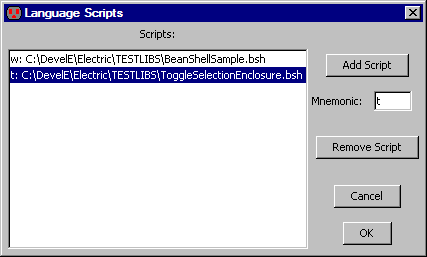 Language Scripts
Scripts:
w: C:\DevelE\Electric\TESTLIBS\BeanShellSample.bsh
t: C:\DevelE\Electric\TESTLIBS\ToggleSelectionEnclosure.bsh
Add Script
Mnemonic: t
Remove Script
Cancel
OK